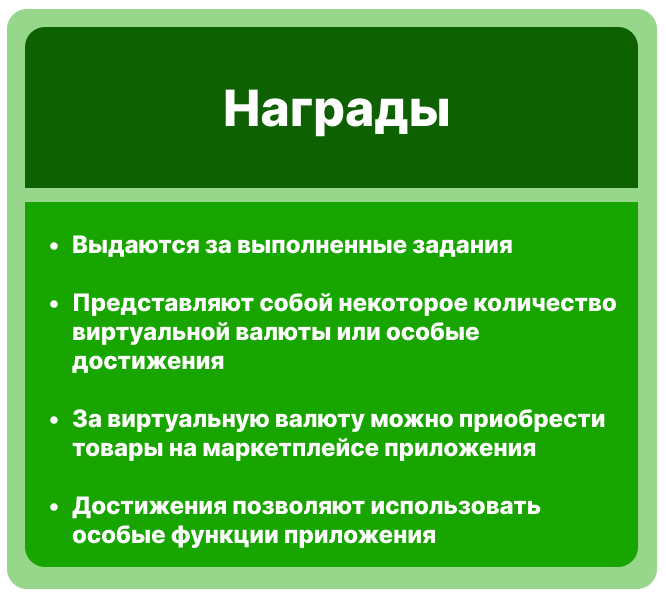 Награды
• Выдаются за выполненные задания
• Представляют собой некоторое количество
виртуальной валюты или особые
достижения
• За виртуальную валюту можно приобрести
товары на маркетплейсе приложения
• Достижения позволяют использовать
особые функции приложения